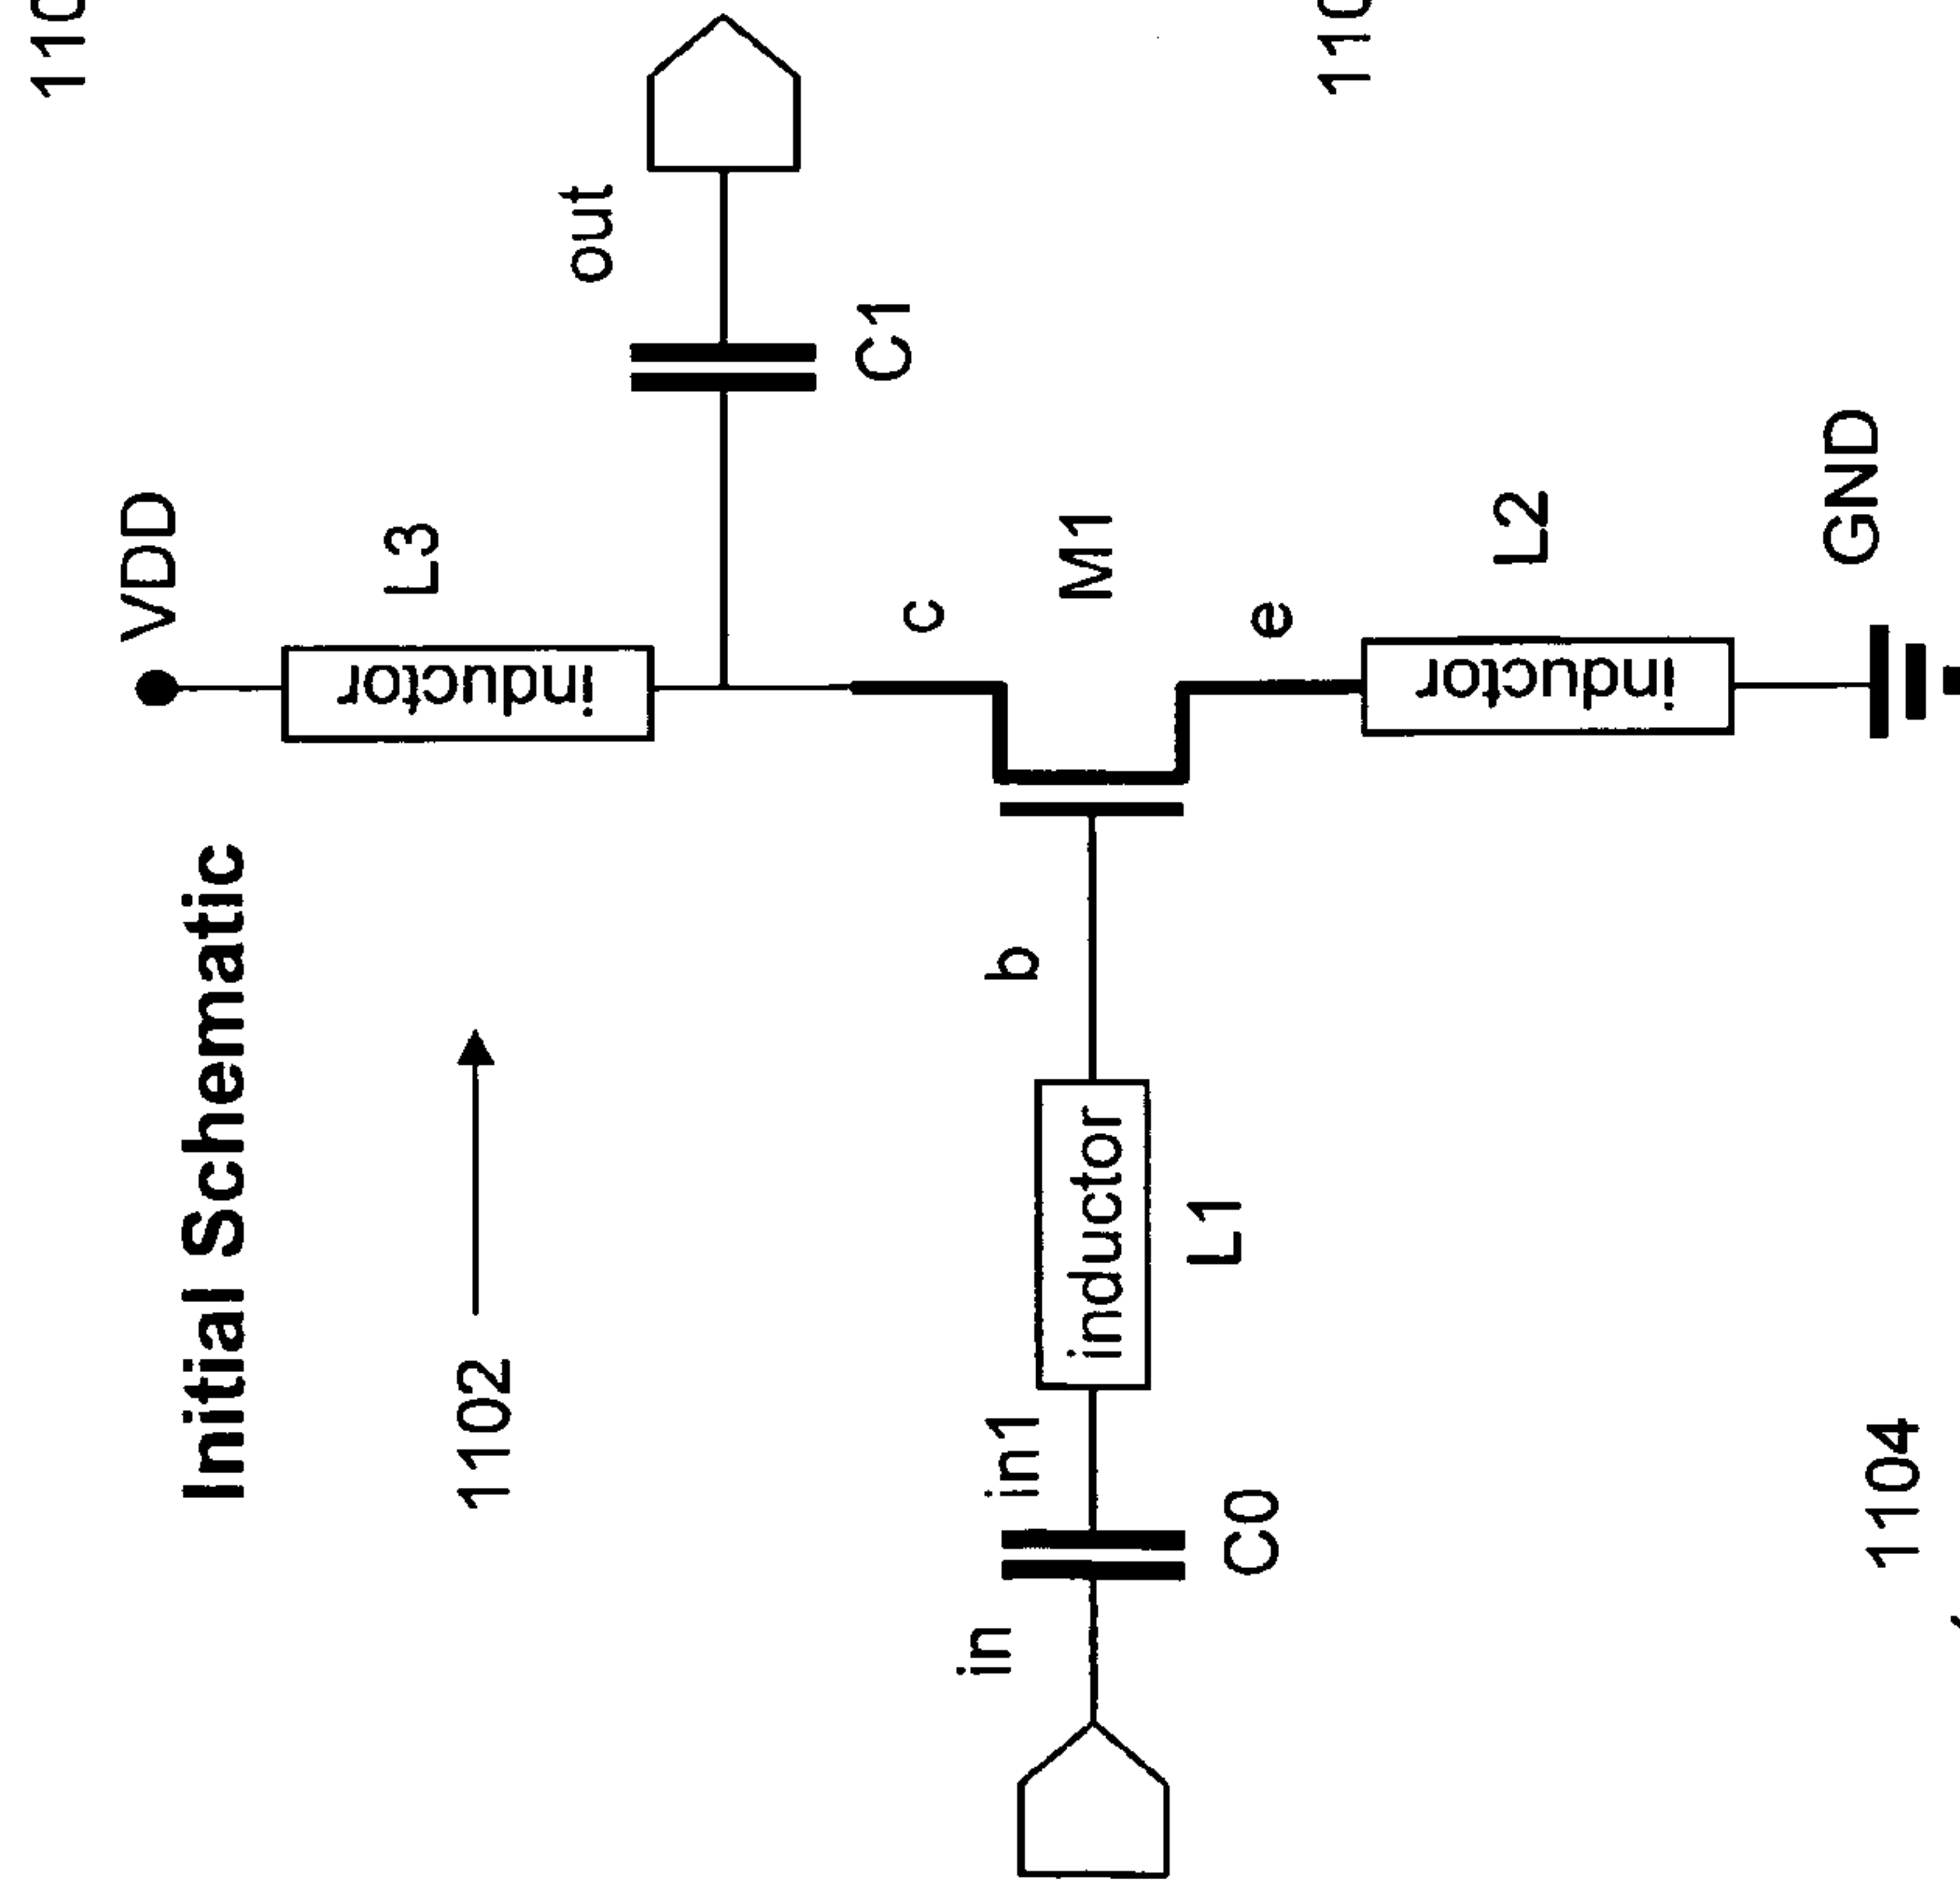 VDD
Initial Schematic
L3
inductor
1102
out
C1
c
in
in1
b
M1
inductor
L1
C0
e
L2
inductor
GND
1104